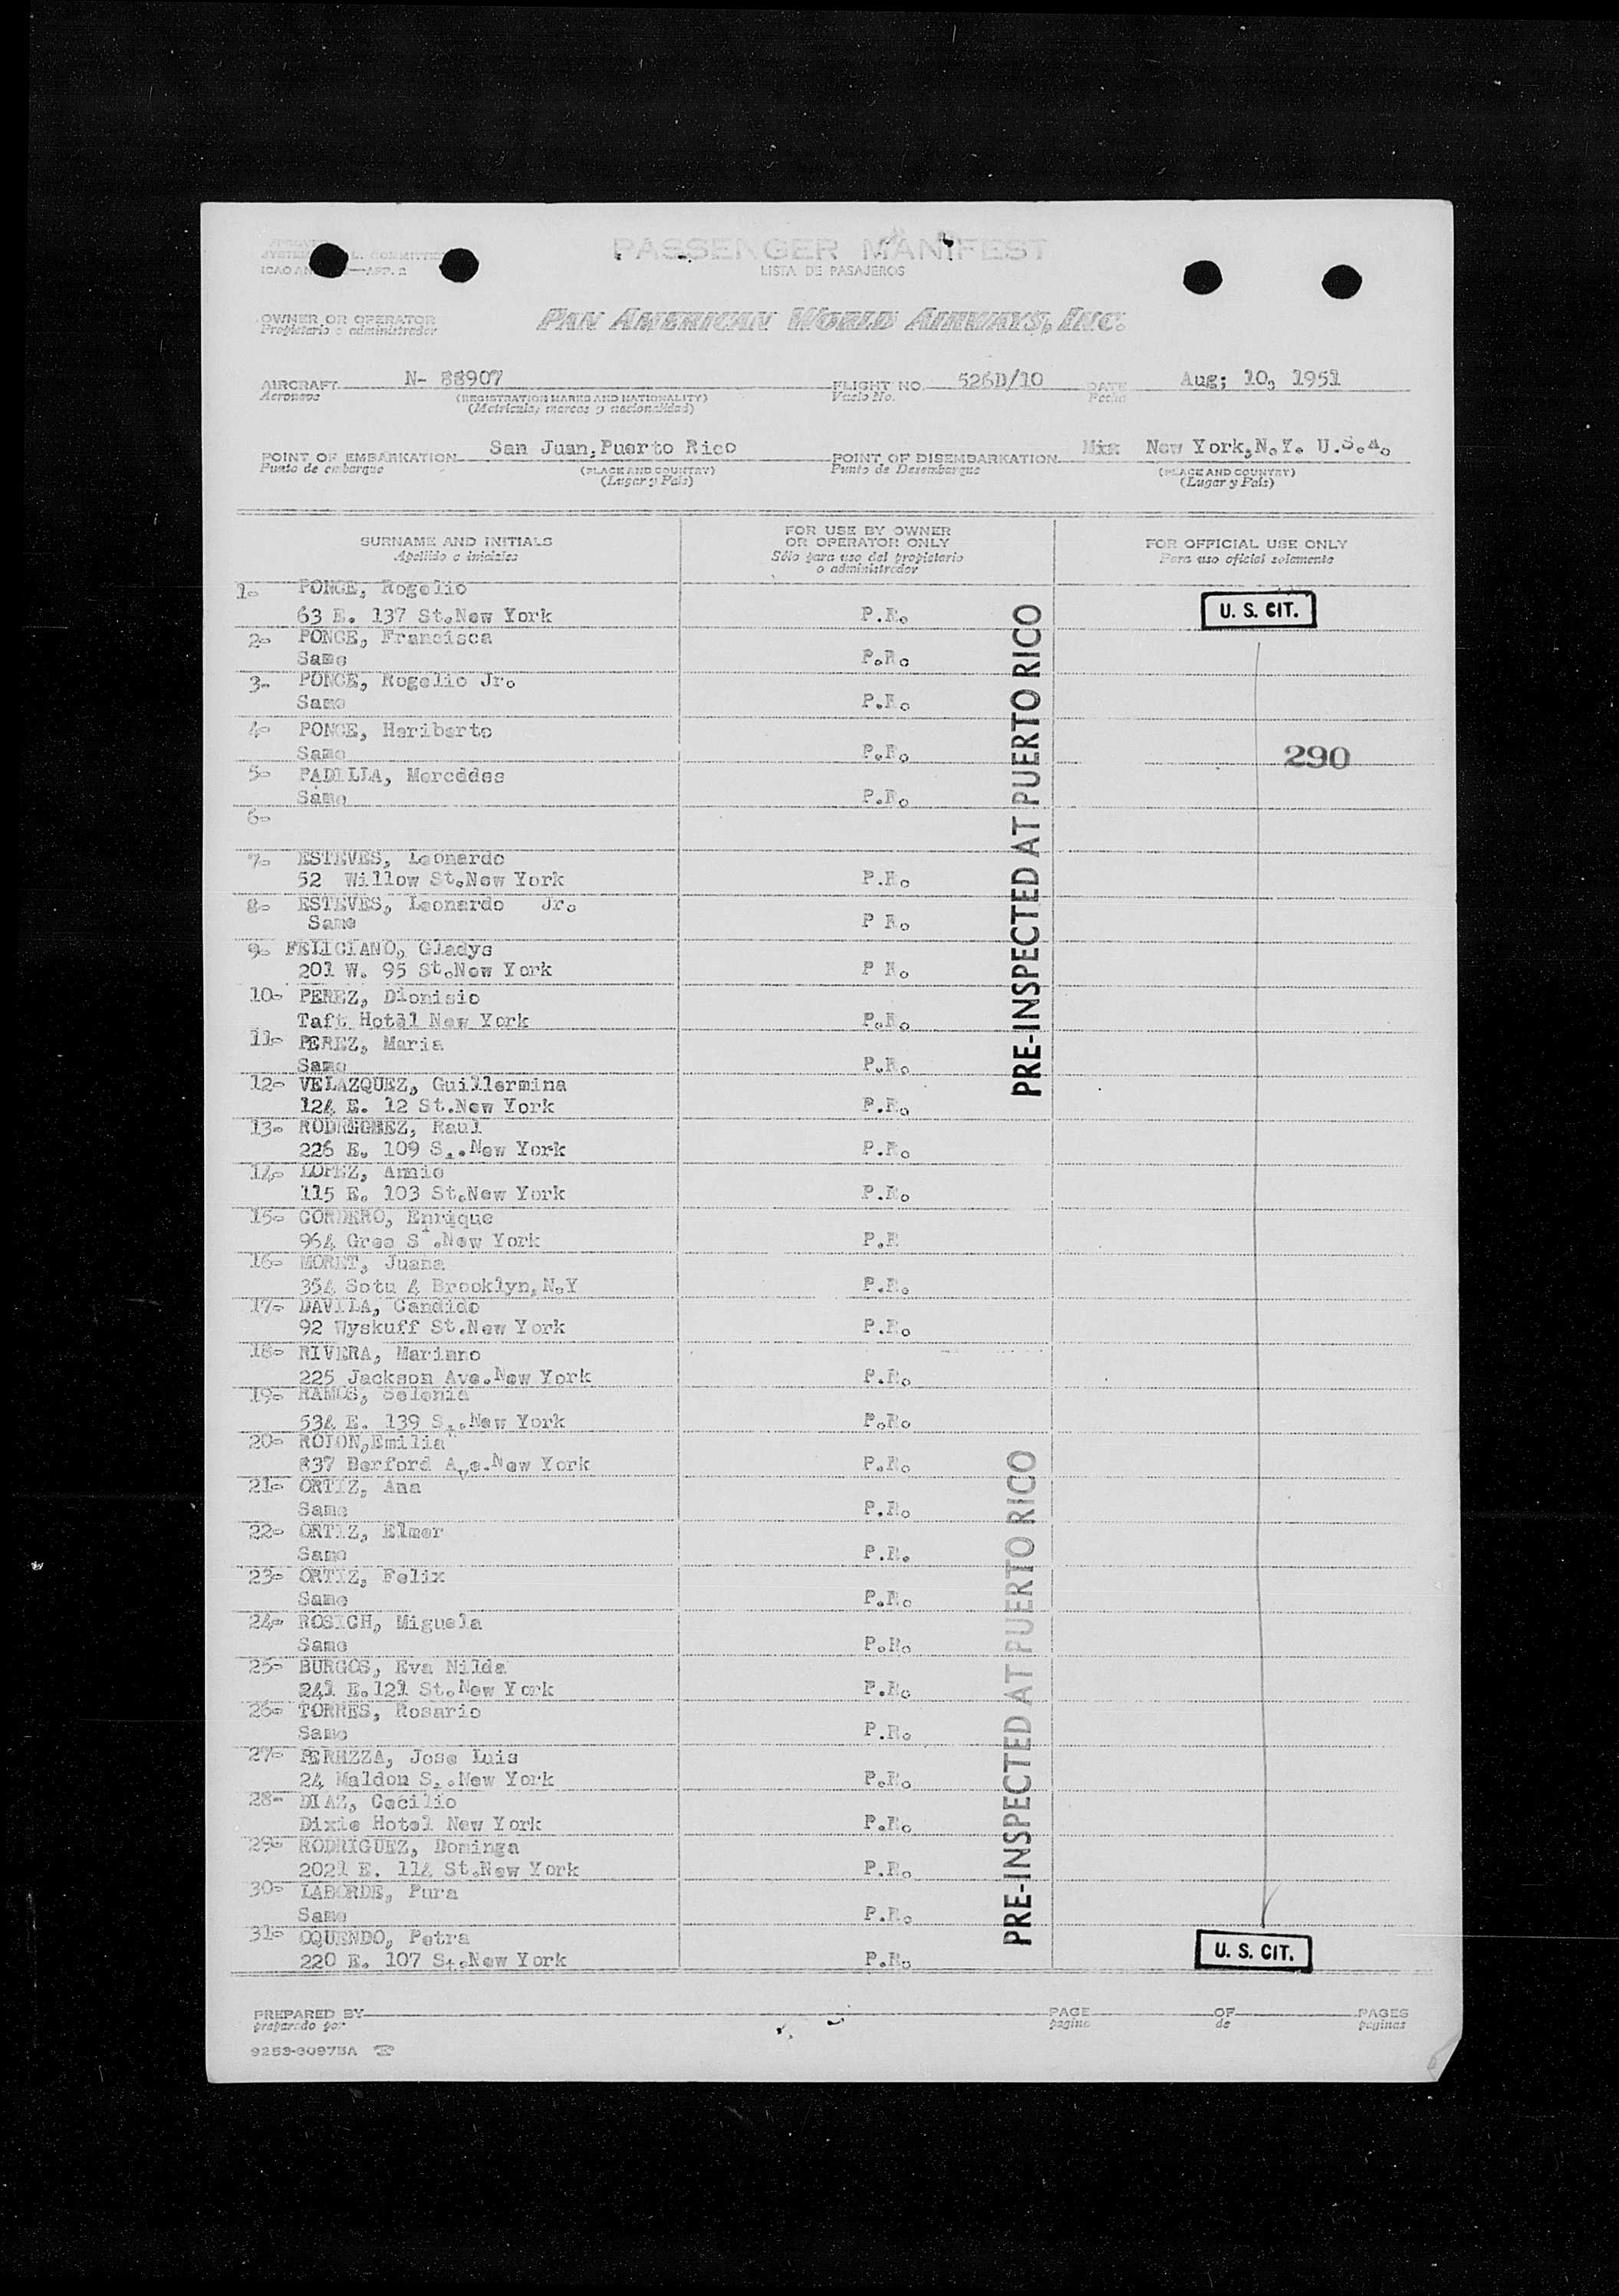 PASSENGER MANIFEST
LISTA DE PASAJEROS
OWNER OR OPERATOR
Propietario o administrador
PAN AMERICAN WORLD AIRWAYS, INC.
AIRCRAFT N- 88907 FLIGHT NO. 526D/10 DATE Aug; 10, 1951
Aeronave (REGISTRATION MARKS AND NATIONALITY) Vuelo No. Fecha
(Matricula; marcas y nacionalidad)
POINT OF EMBARKATION San Juan,Puerto Rico POINT OF DISEMBARKATION New York,N.Y. U.S.A.
Punto de embarque (PLACE AND COUNTRY) Punto de Desembarque (PLACE AND COUNTRY)
(Lugar y País) (Lugar y País)
SURNAME AND INITIALS
Apellido o iniciales
FOR USE BY OWNER
OR OPERATOR ONLY
Sólo para uso del propietario
o administrador
FOR OFFICIAL USE ONLY
Para uso oficial solamente
1- PONCE, Rogelio
63 E. 137 St.New York P.R. U. S. CIT.
2- PONCE, Francisca
Same P.R.
3- PONCE, Rogelio Jr.
Same P.R.
4- PONCE, Heriberto
Same P.R. 290
5- PADILLA, Mercedes
Same P.R.
6-
7- ESTEVES, Leonardo
52 Willow St.New York P.R.
8- ESTEVES, Leonardo Jr.
Same P R.
9- FELICIANO, Gladys
201 W. 95 St.New York P R.
10- PEREZ, Dionisio
Taft Hotel New York P.R.
11- PEREZ, Maria
Same P.R.
12- VELAZQUEZ, Guillermina
124 E. 12 St.New York P.R.
13- Raul
226 E. 109 S,.New York P.R.
14- LOPEZ, Annie
115 E. 103 St.New York P.R.
15- CORDERO, Enrique
964 Gree St.New York P.R
16- MORET, Juana
354 Sotu 4 Brooklyn,N.Y P.R.
17- DAVILA, Candido
92 Wyskuff St.New York P.R.
18- RIVERA, Mariano
225 Jackson Ave.New York P.R.
19- RAMOS, Selenia
534 E. 139 St.New York P.R.
20- ROJON,Emilia
837 Berford Ave.New York P.R.
21- ORTIZ, Ana
Same P.R.
22- ORTIZ, Elmer
Same P.R.
23- ORTIZ, Felix
Same P.R.
24- ROSICH, Miguela
Same P.R.
25- BURGOS, Eva Nilda
241 E.121 St.New York P.R.
26- TORRES, Rosario
Same P.R.
27- PEREZZA, Jose Luis
24 Maldon S,.New York P.R.
28- DIAZ, Cecilio
Dixie Hotel New York P.R.
29- RODRIGUEZ, Dominga
2021 E. 114 St.New York P.R.
30- LABORDE, Pura
Same P.R.
31- OQUENDO, Petra
220 E. 107 St.New York P.R. U. S. CIT.
PRE-INSPECTED AT PUERTO RICO
PRE-INSPECTED AT PUERTO RICO
PREPARED BY PAGE OF PAGES
preparado por página de páginas